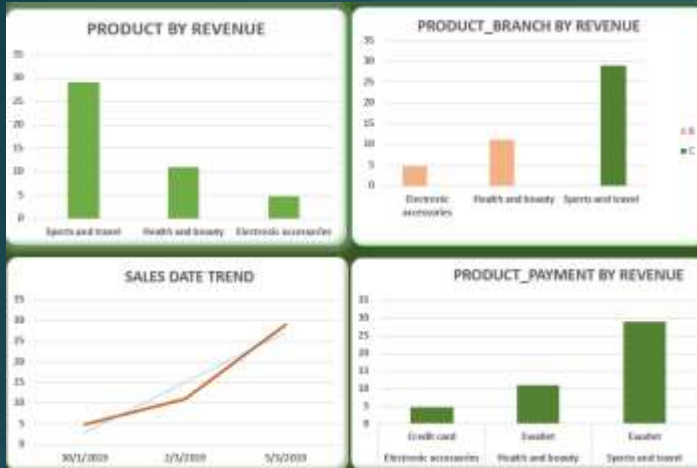 PRODUCT BY REVENUE
35
30
25
20
15
10
5
0
Sports and travel Health and beauty Electronic accessories
PRODUCT_BRANCH BY REVENUE
35
30
25
20
15
10
5
0
Electronic
accessories
Health and beauty Sports and travel
B
C
SALES DATE TREND
35
30
25
20
15
10
5
0
30/1/2019 2/3/2019 5/3/2019
PRODUCT_PAYMENT BY REVENUE
35
30
25
20
15
10
5
0
Credit card Ewallet Ewallet
Electronic accessories Health and beauty Sports and travel